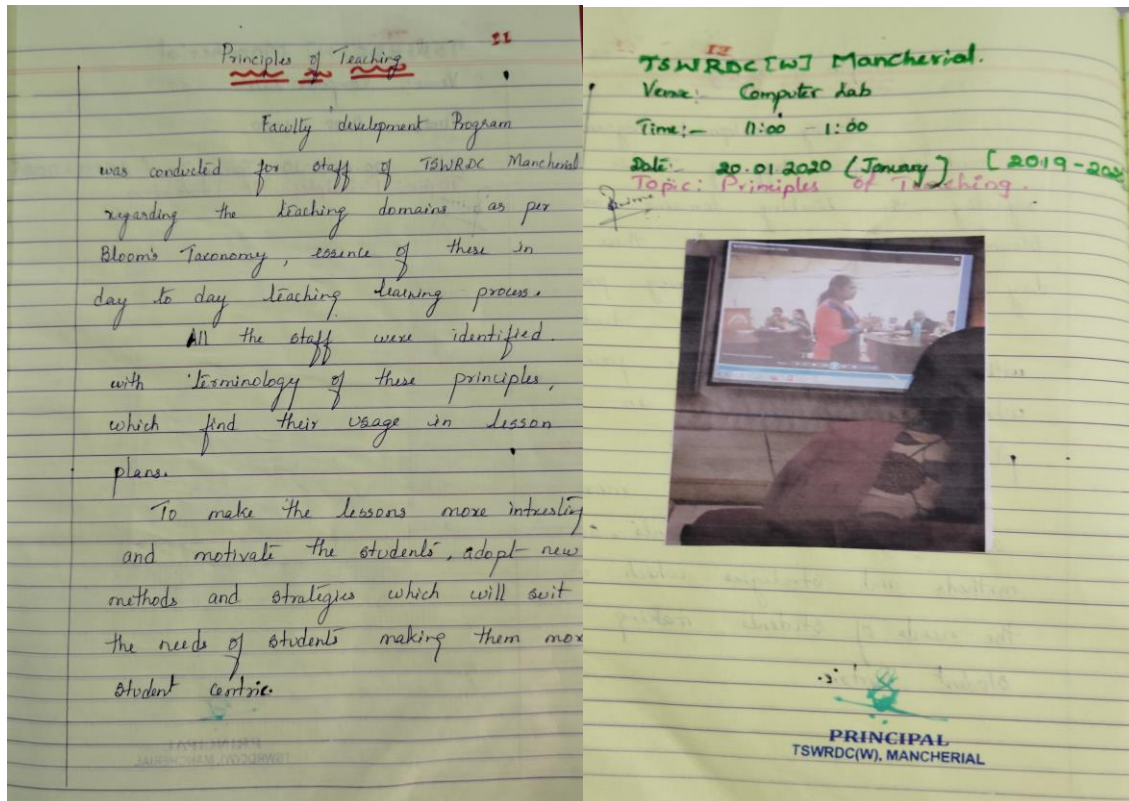 II
Principles of Teaching
Faculty development Program
was conducted for staff of TSWRDC Mancherial
regarding the teaching domains as per
Bloom's Taxonomy, essence of these in
day to day teaching learning process.
All the staff were identified.
with terminology of these principles,
which find their usage in lesson
plans.
To make the lessons more intresting
and motivate the students, adopt new
methods and strategies which will suit
the needs of students making them more
student centric.
TSWRDC [W] Mancherial.
Venue: Computer Lab
Time:- 11:00 - 1:00
Date:- 20.01.2020 (January) [2019-202
Topic: Principles of Teaching.
PRINCIPAL
TSWRDC(W), MANCHERIAL